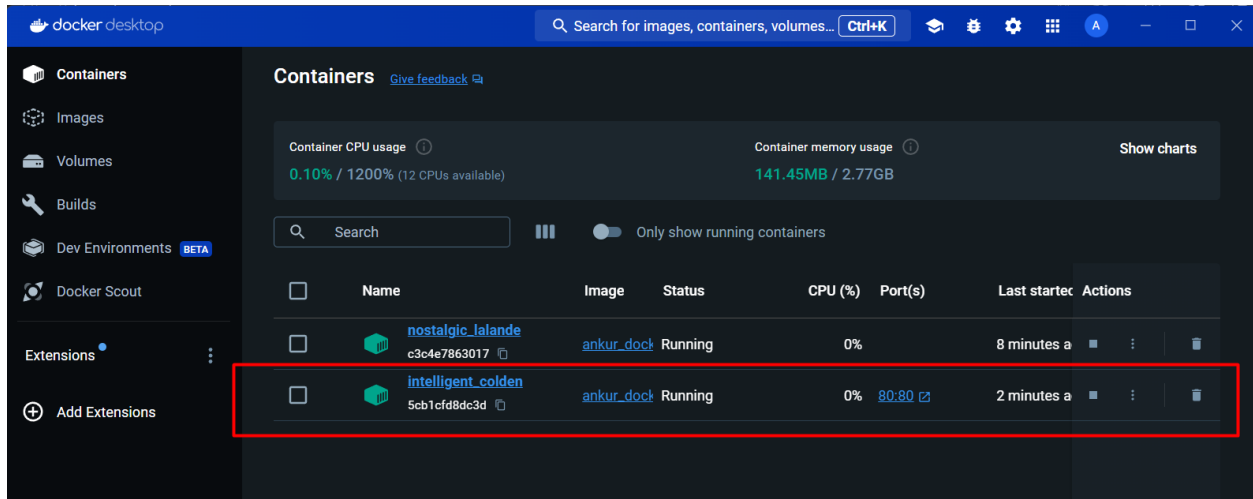 docker desktop
Search for images, containers, volumes... Ctrl+K
A
Containers
Images
Volumes
Builds
Dev Environments BETA
Docker Scout
Extensions
Add Extensions
Containers Give feedback
Container CPU usage
0.10% / 1200% (12 CPUs available)
Container memory usage
141.45MB / 2.77GB
Show charts
Search
Only show running containers
Name Image Status CPU (%) Port(s) Last started Actions
nostalgic_lalande
c3c4e7863017
ankur_dock Running 0% 8 minutes a
intelligent_colden
5cb1cfd8dc3d
ankur_dock Running 0% 80:80 2 minutes a